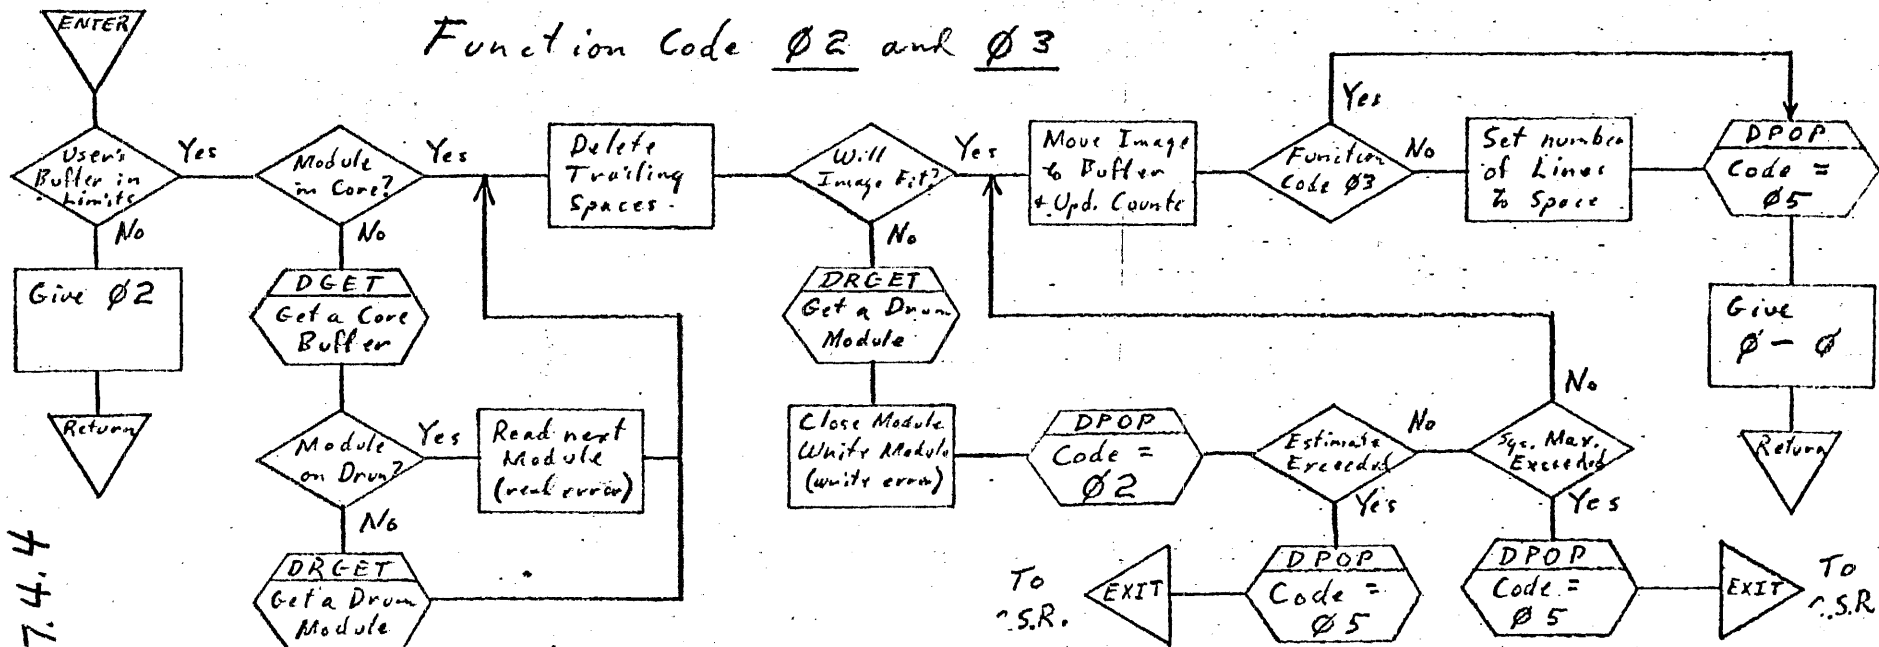 ENTER
Function Code Ø2 and Ø3
User's
Buffer in
Limits
Yes
No
Give Ø2
Return
Module
in Core?
Yes
No
DGET
Get a Core
Buffer
Module
on Drum?
Yes
No
Read next
Module
(read error)
DRGET
Get a Drum
Module
Delete
Trailing
Spaces.
Will
Image Fit?
Yes
No
DRGET
Get a Drum
Module
Close Module
Write Module
(write error)
DPOP
Code =
Ø2
Estimate
Exceeded
No
Yes
DPOP
Code =
Ø5
EXIT
To
S.R.
Sys. Max.
Exceeded
No
Yes
DPOP
Code =
Ø5
EXIT
To
S.R.
Move Image
to Buffer
+ Upd. Counts
Function
Code Ø3
Yes
No
Set number
of Lines
to Space
DPOP
Code =
Ø5
Give
Ø - Ø
Return
7.4.4